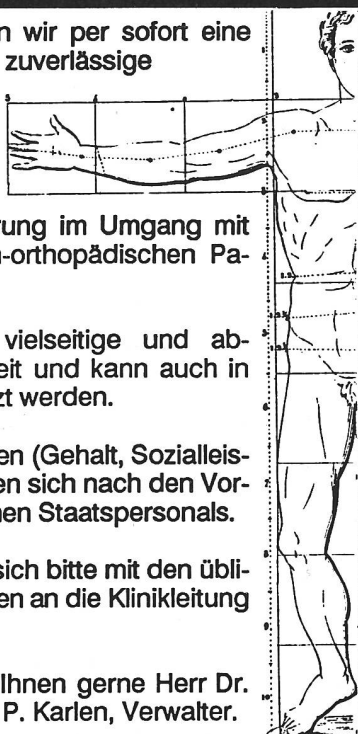 n wir per sofort eine
zuverlässige
rung im Umgang mit
-orthopädischen Pa-
vielseitige und ab-
eit und kann auch in
zt werden.
en (Gehalt, Sozialleis-
en sich nach den Vor-
nen Staatspersonals.
sich bitte mit den übli-
en an die Klinikleitung
Ihnen gerne Herr Dr.
P. Karlen, Verwalter.